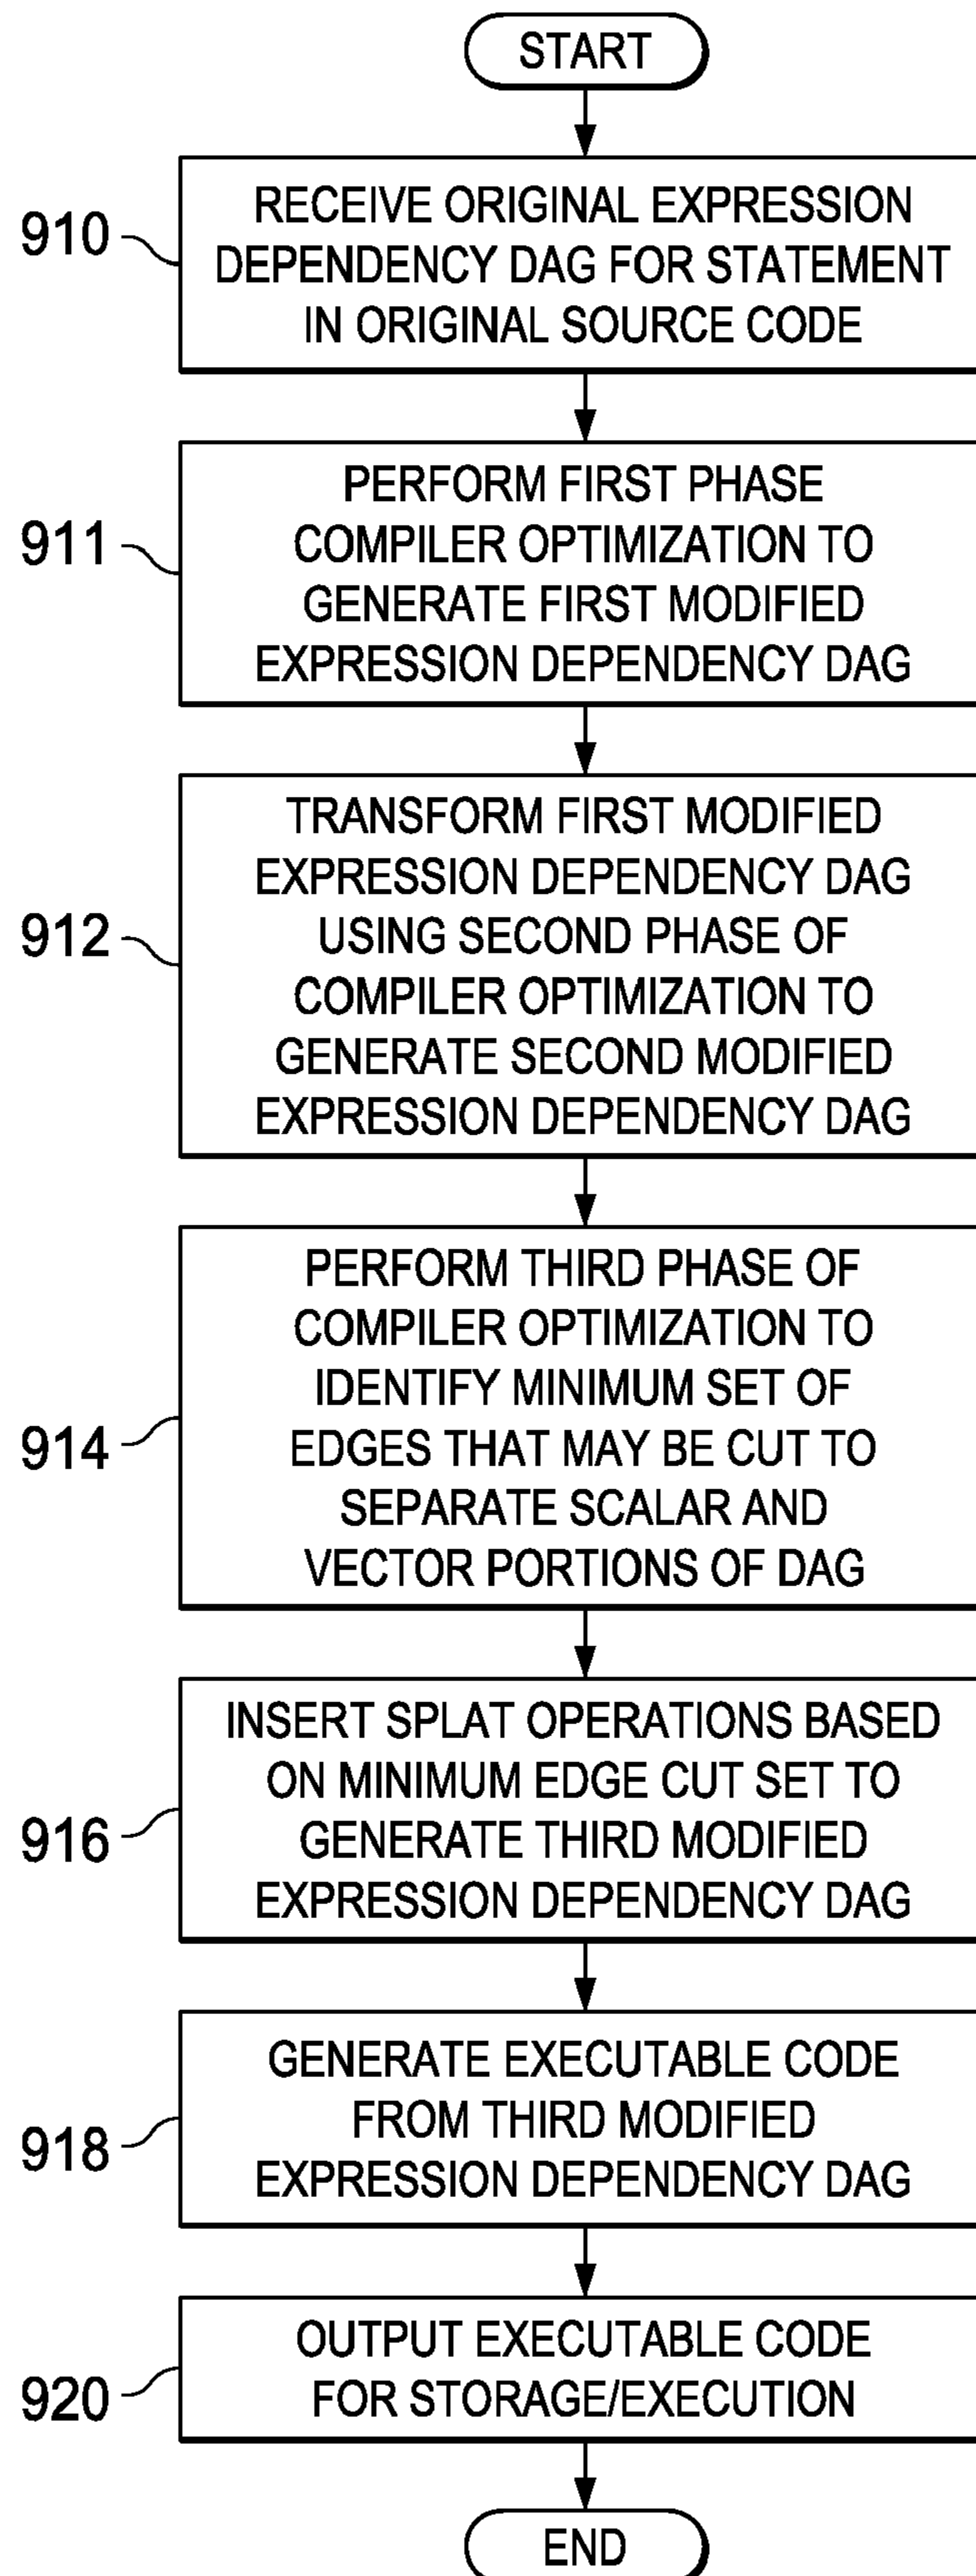 START
910
RECEIVE ORIGINAL EXPRESSION
DEPENDENCY DAG FOR STATEMENT
IN ORIGINAL SOURCE CODE
911
PERFORM FIRST PHASE
COMPILER OPTIMIZATION TO
GENERATE FIRST MODIFIED
EXPRESSION DEPENDENCY DAG
912
TRANSFORM FIRST MODIFIED
EXPRESSION DEPENDENCY DAG
USING SECOND PHASE OF
COMPILER OPTIMIZATION TO
GENERATE SECOND MODIFIED
EXPRESSION DEPENDENCY DAG
914
PERFORM THIRD PHASE OF
COMPILER OPTIMIZATION TO
IDENTIFY MINIMUM SET OF
EDGES THAT MAY BE CUT TO
SEPARATE SCALAR AND
VECTOR PORTIONS OF DAG
916
INSERT SPLAT OPERATIONS BASED
ON MINIMUM EDGE CUT SET TO
GENERATE THIRD MODIFIED
EXPRESSION DEPENDENCY DAG
918
GENERATE EXECUTABLE CODE
FROM THIRD MODIFIED
EXPRESSION DEPENDENCY DAG
920
OUTPUT EXECUTABLE CODE
FOR STORAGE/EXECUTION
END